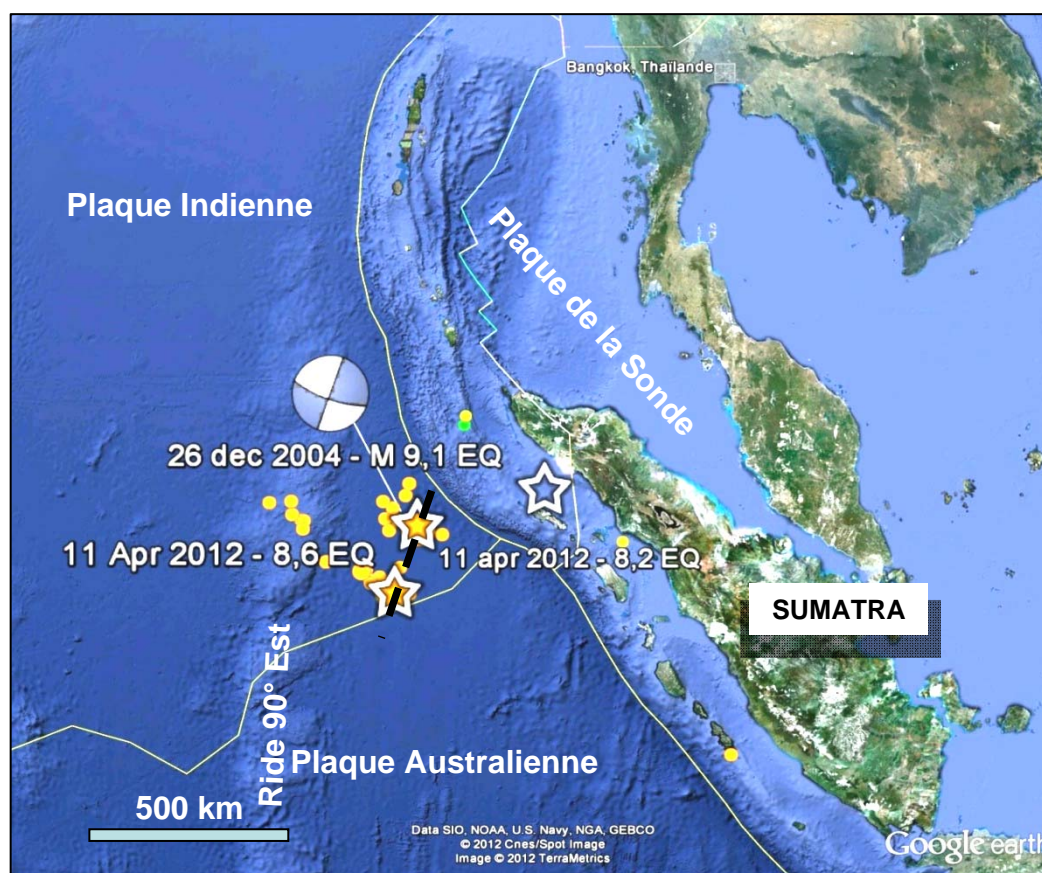 Bangkok, Thaïlande
Plaque Indienne
Plaque de la Sonde
26 dec 2004 - M 9,1 EQ
11 Apr 2012 - 8,6 EQ
11 apr 2012 - 8,2 EQ
SUMATRA
Ride 90° Est
Plaque Australienne
500 km
Data SIO, NOAA, U.S. Navy, NGA, GEBCO
© 2012 Cnes/Spot Image
Image © 2012 TerraMetrics
Google earth